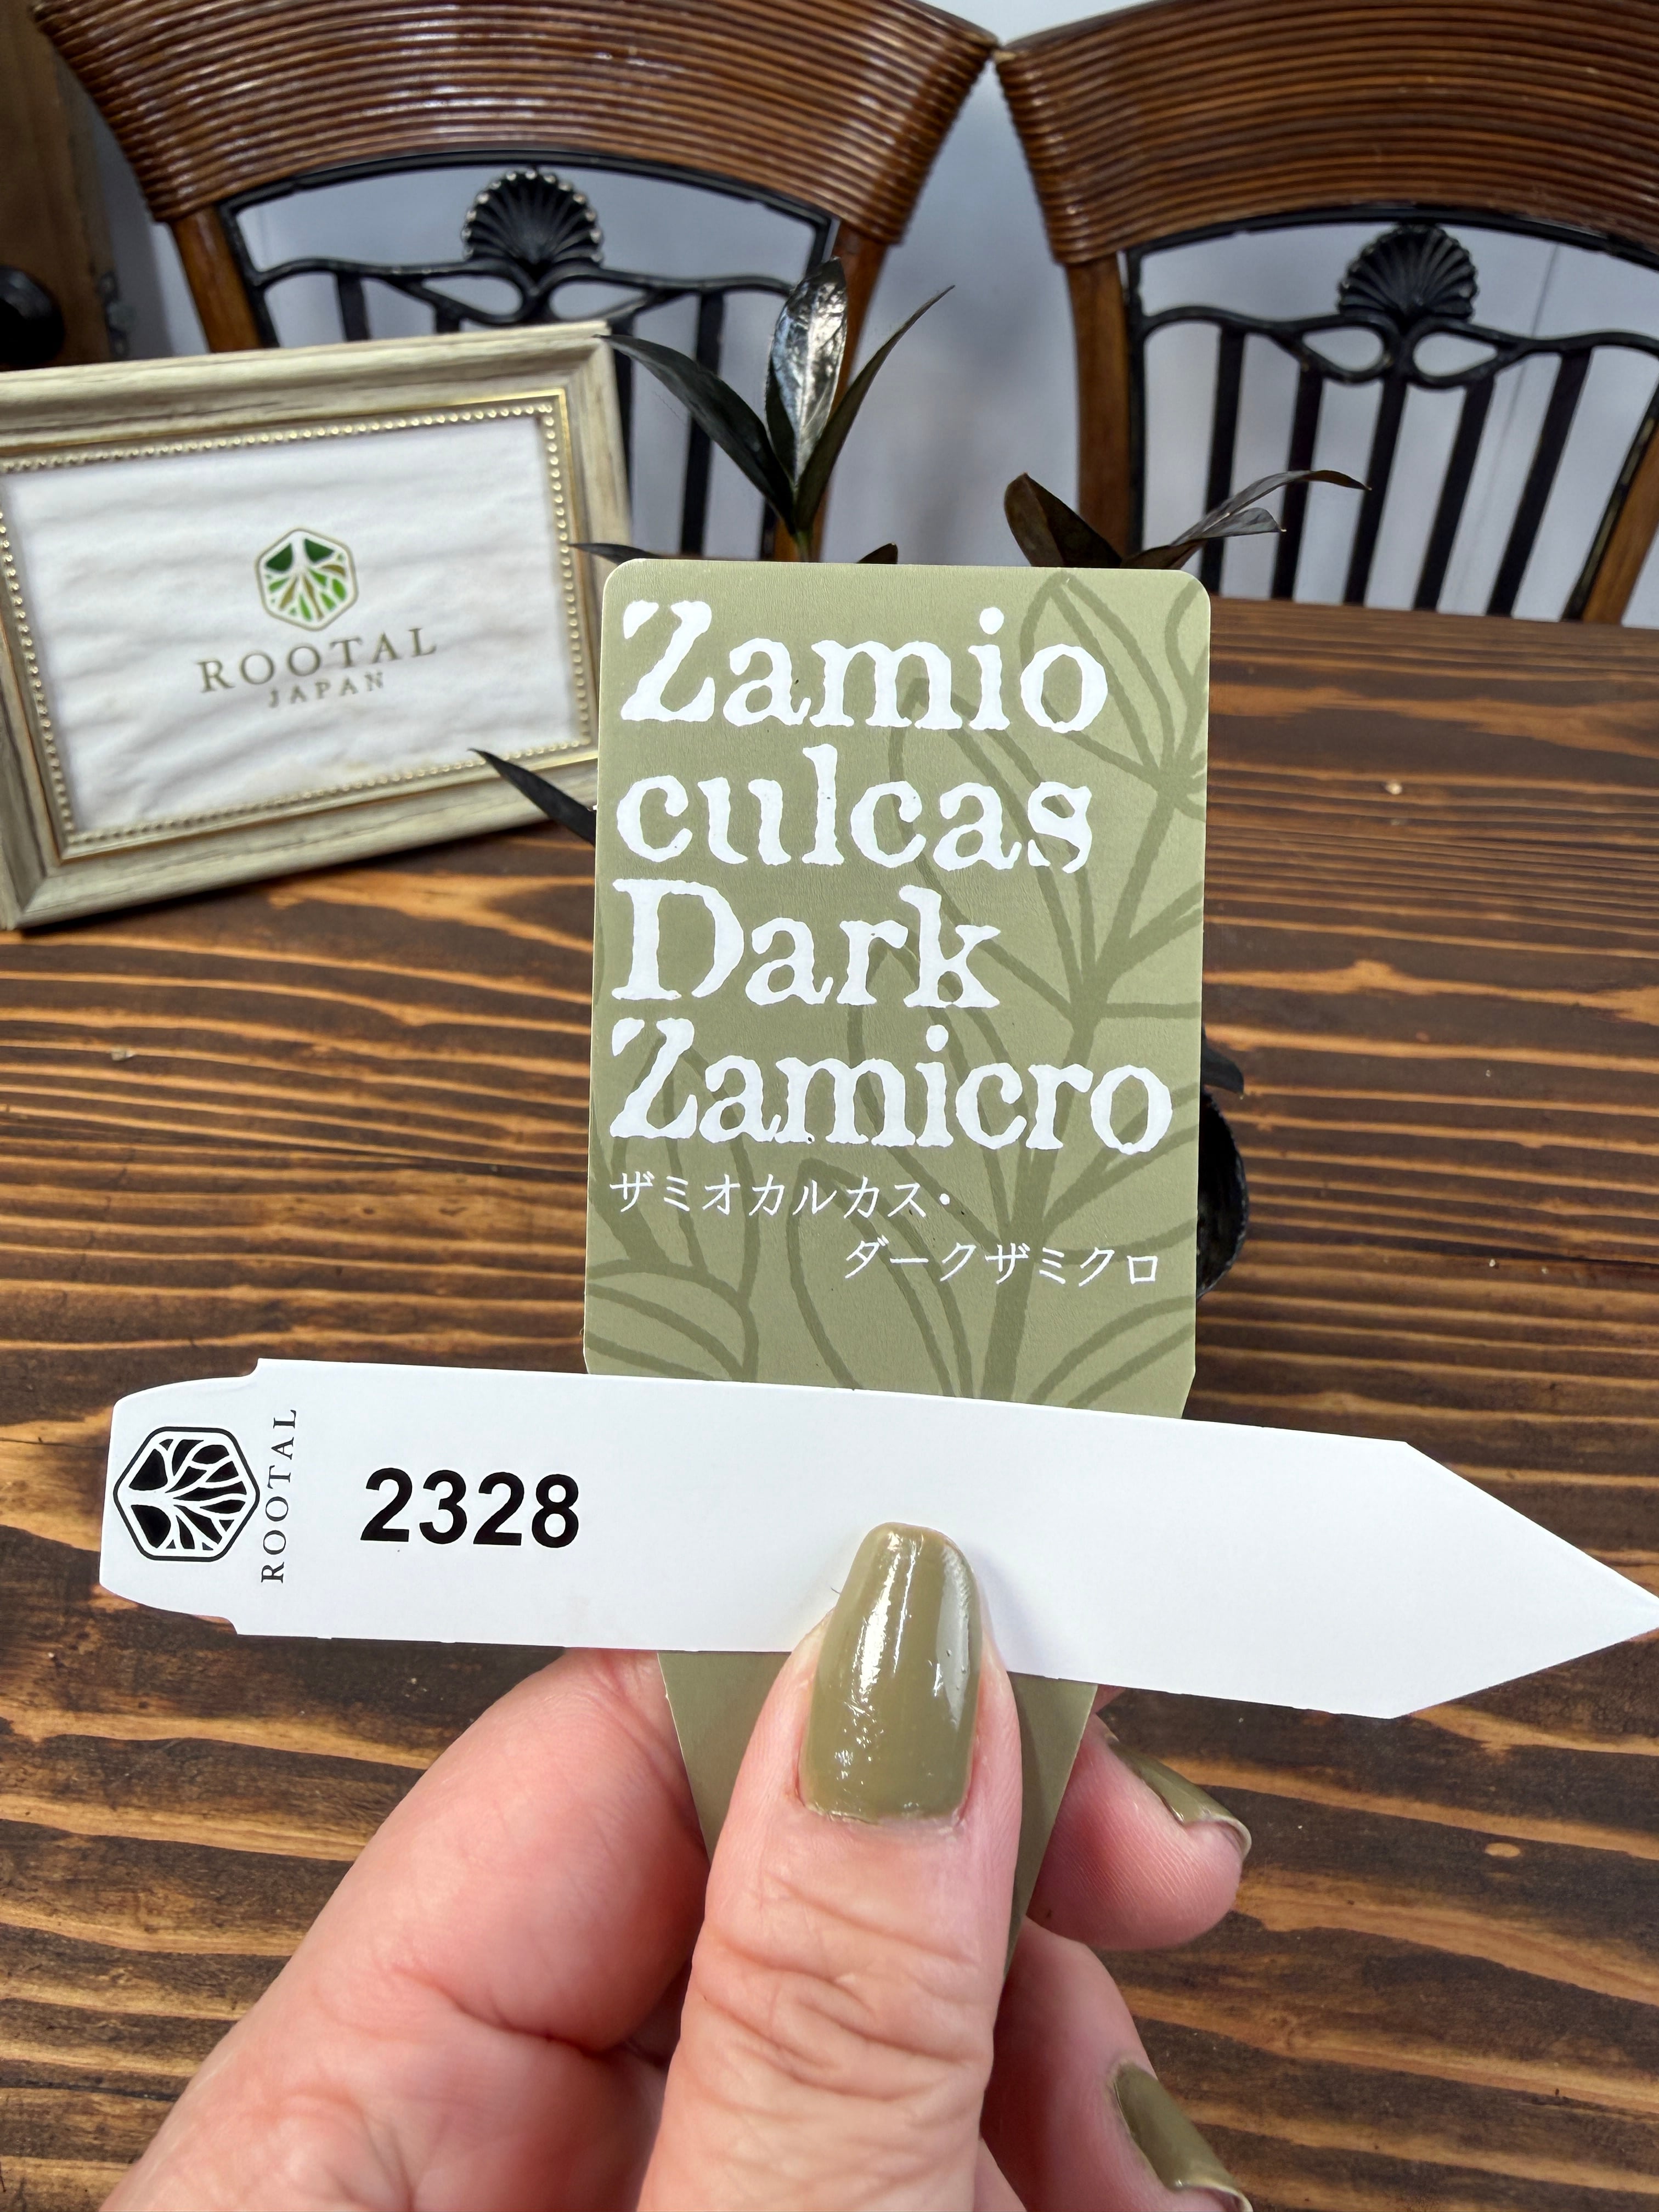 ROOTAL
JAPAN
Zamio
culcas
Dark
Zamicro
ザミオカルカス・
ダークザミクロ
ROOTAL
2328